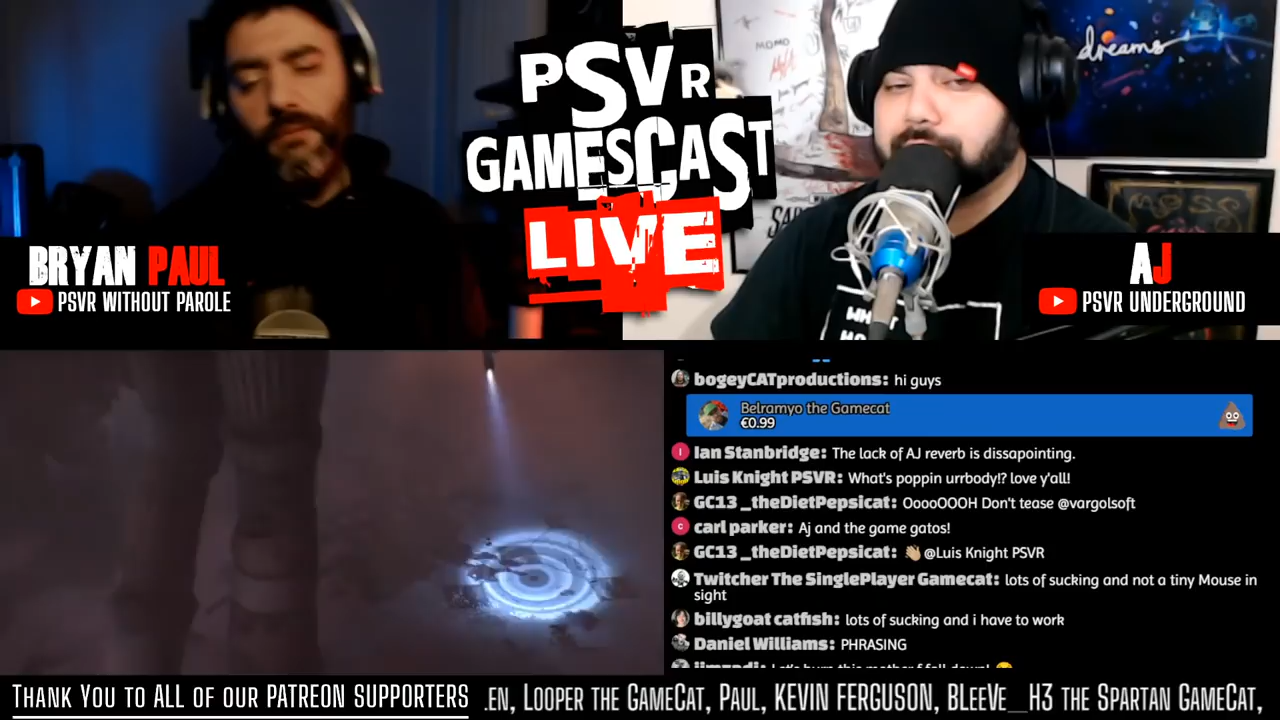 PSVR
GAMESCAST
LIVE
dreams
MOMO
BRYAN PAUL
PSVR WITHOUT PAROLE
AJ
PSVR UNDERGROUND
bogeyCATproductions: hi guys
Belramyo the Gamecat
€0.99
Ian Stanbridge: The lack of AJ reverb is dissapointing.
Luis Knight PSVR: What's poppin urrbody!? love y'all!
GC13 _theDietPepsicat: OoooOOOH Don't tease @vargolsoft
carl parker: Aj and the game gatos!
GC13 _theDietPepsicat: 👋🏼 @Luis Knight PSVR
Twitcher The SinglePlayer Gamecat: lots of sucking and not a tiny Mouse in
sight
billygoat catfish: lots of sucking and i have to work
Daniel Williams: PHRASING
THANK YOU TO ALL OF OUR PATREON SUPPORTERS
.EN, LOOPER THE GAMECAT, PAUL, KEVIN FERGUSON, BLEEVE_H3 THE SPARTAN GAMECAT,